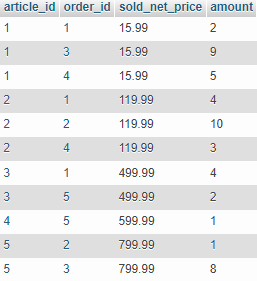 article_id order_id sold_net_price amount
1 1 15.99 2
1 3 15.99 9
1 4 15.99 5
2 1 119.99 4
2 2 119.99 10
2 4 119.99 3
3 1 499.99 4
3 5 499.99 2
4 5 599.99 1
5 2 799.99 1
5 3 799.99 8